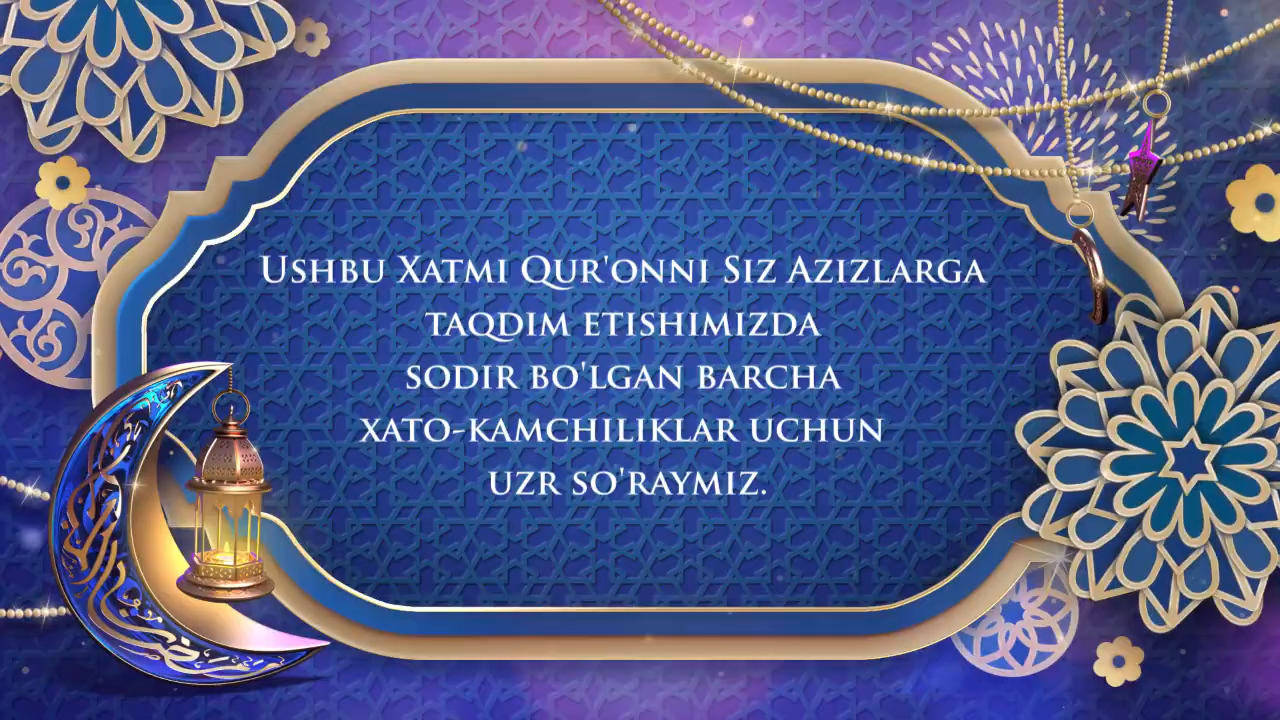 Ushbu Xatmi Qur'onni Siz Azizlarga
taqdim etishimizda
sodir bo'lgan barcha
xato-kamchiliklar uchun
uzr so'raymiz.